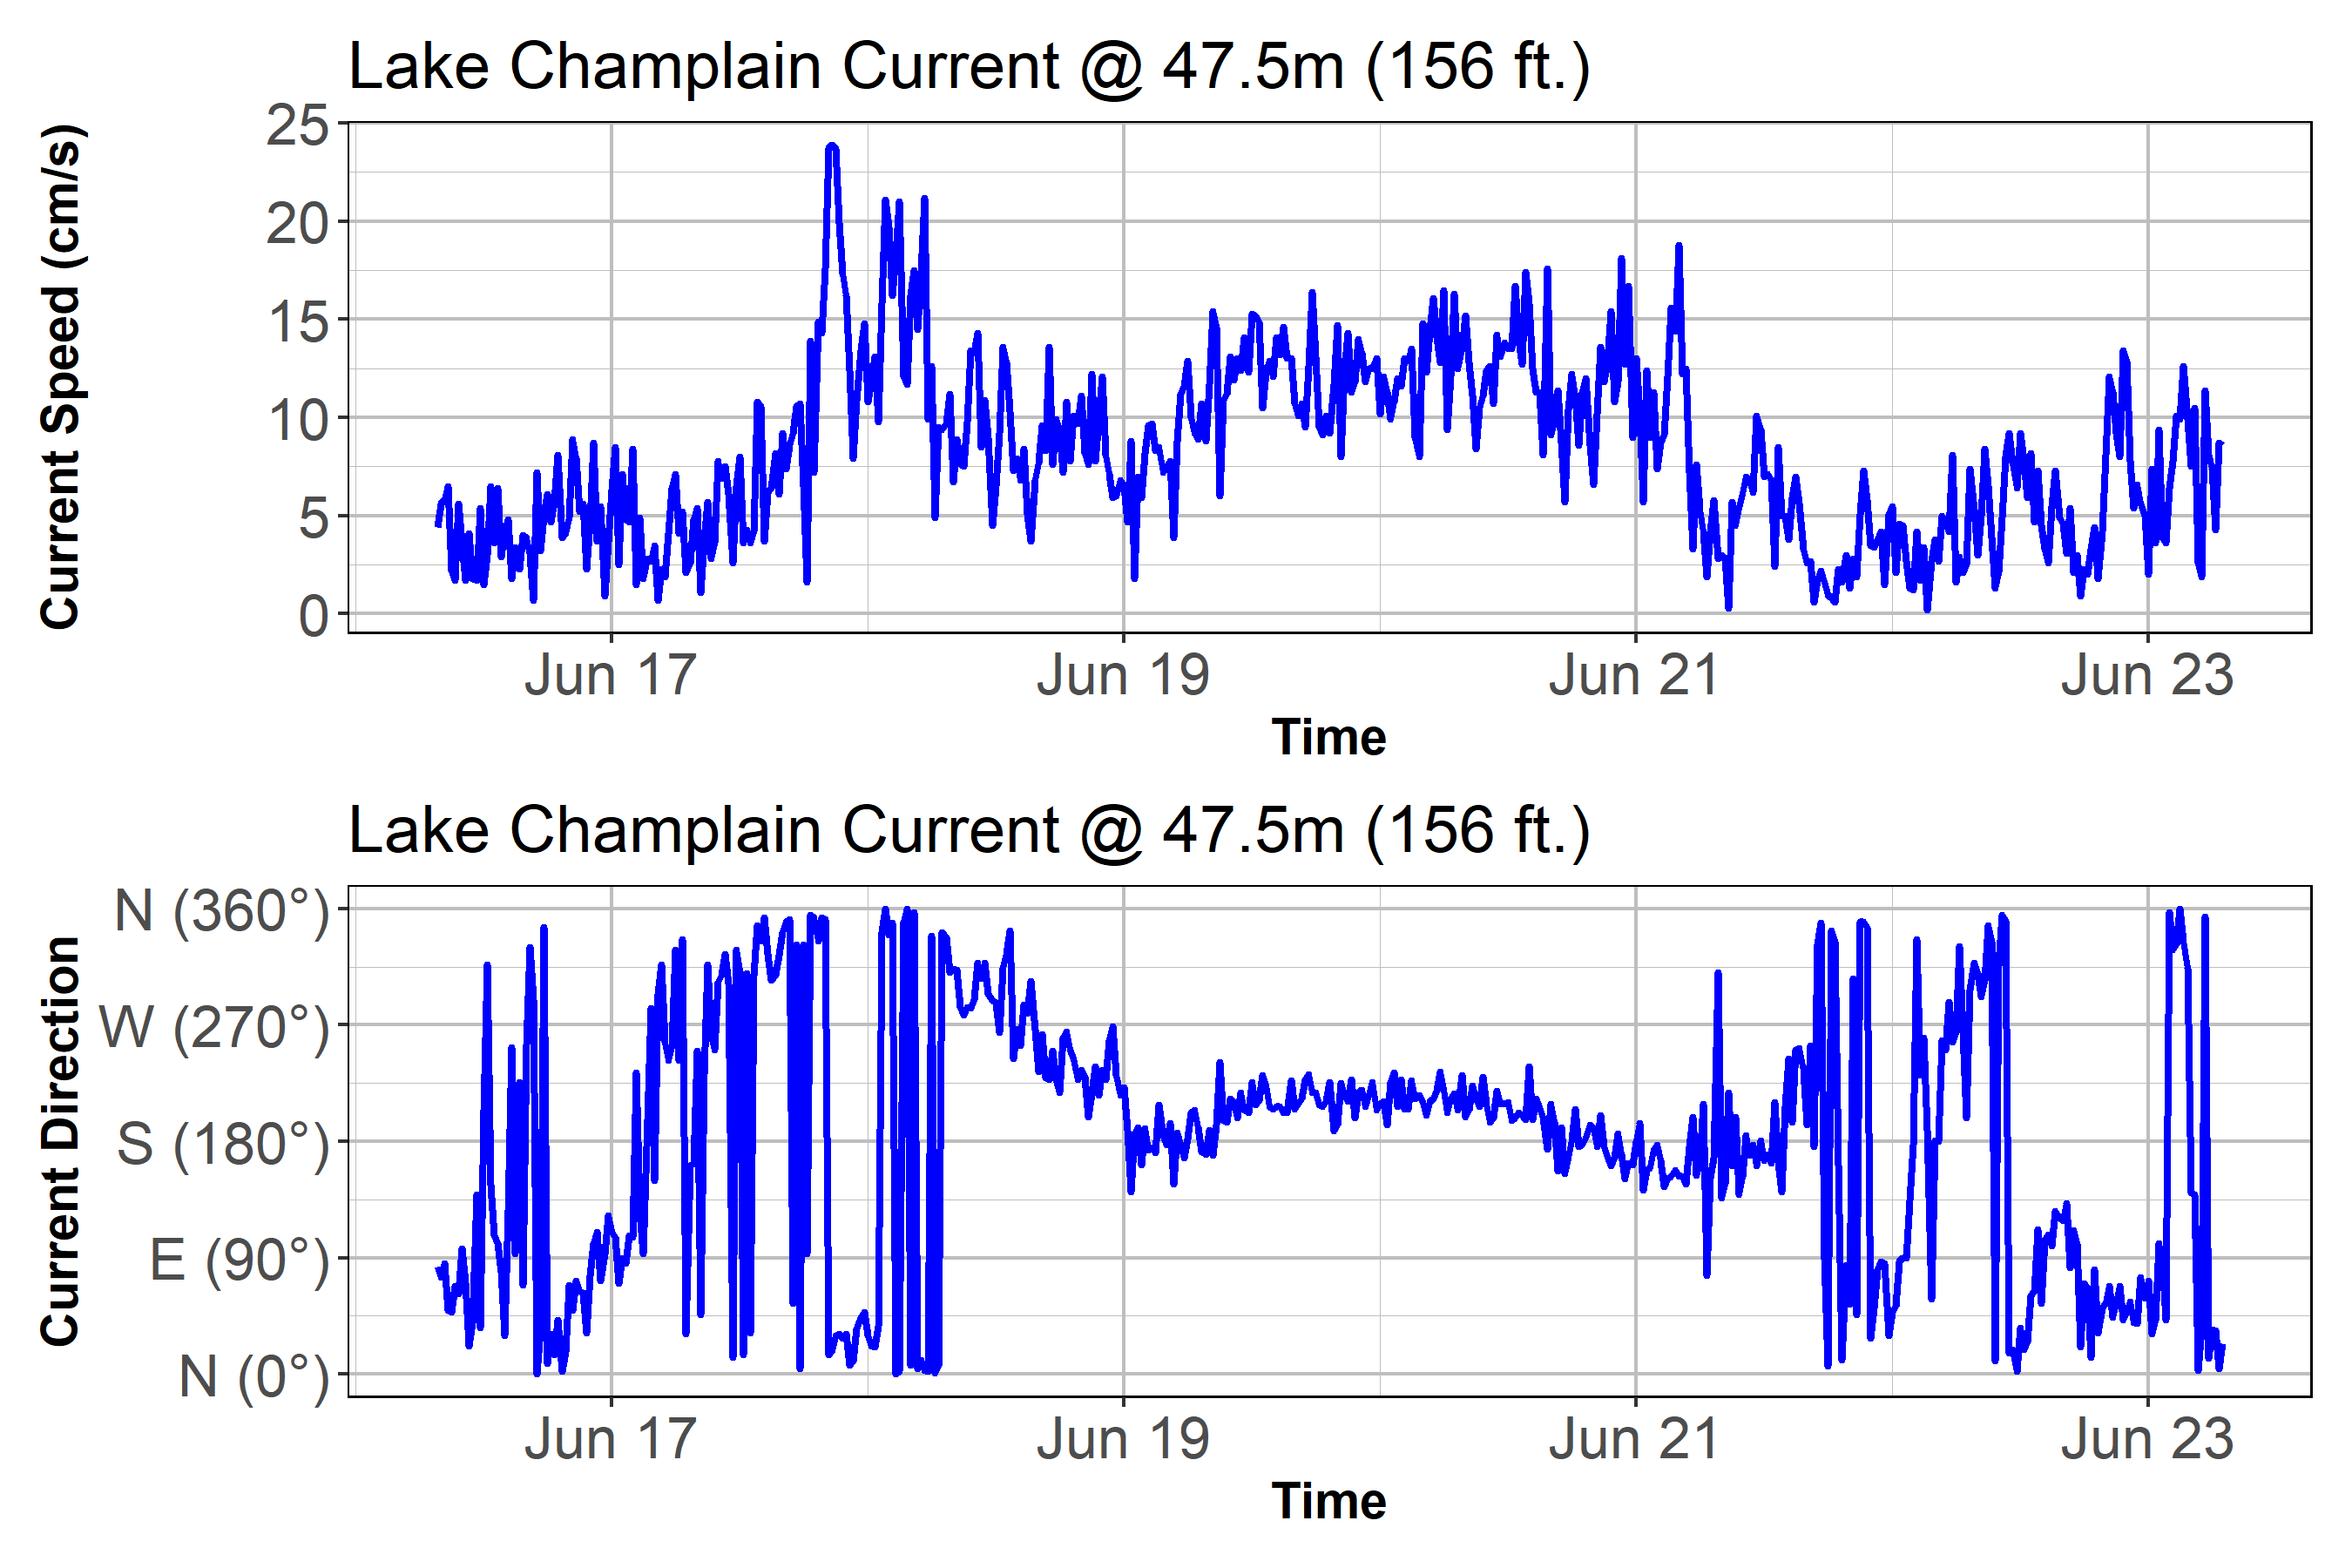 Lake Champlain Current @ 47.5m (156 ft.)
Current Speed (cm/s)
25
20
15
10
5
0
Jun 17 Jun 19 Jun 21 Jun 23
Time
Lake Champlain Current @ 47.5m (156 ft.)
Current Direction
N (360°)
W (270°)
S (180°)
E (90°)
N (0°)
Jun 17 Jun 19 Jun 21 Jun 23
Time